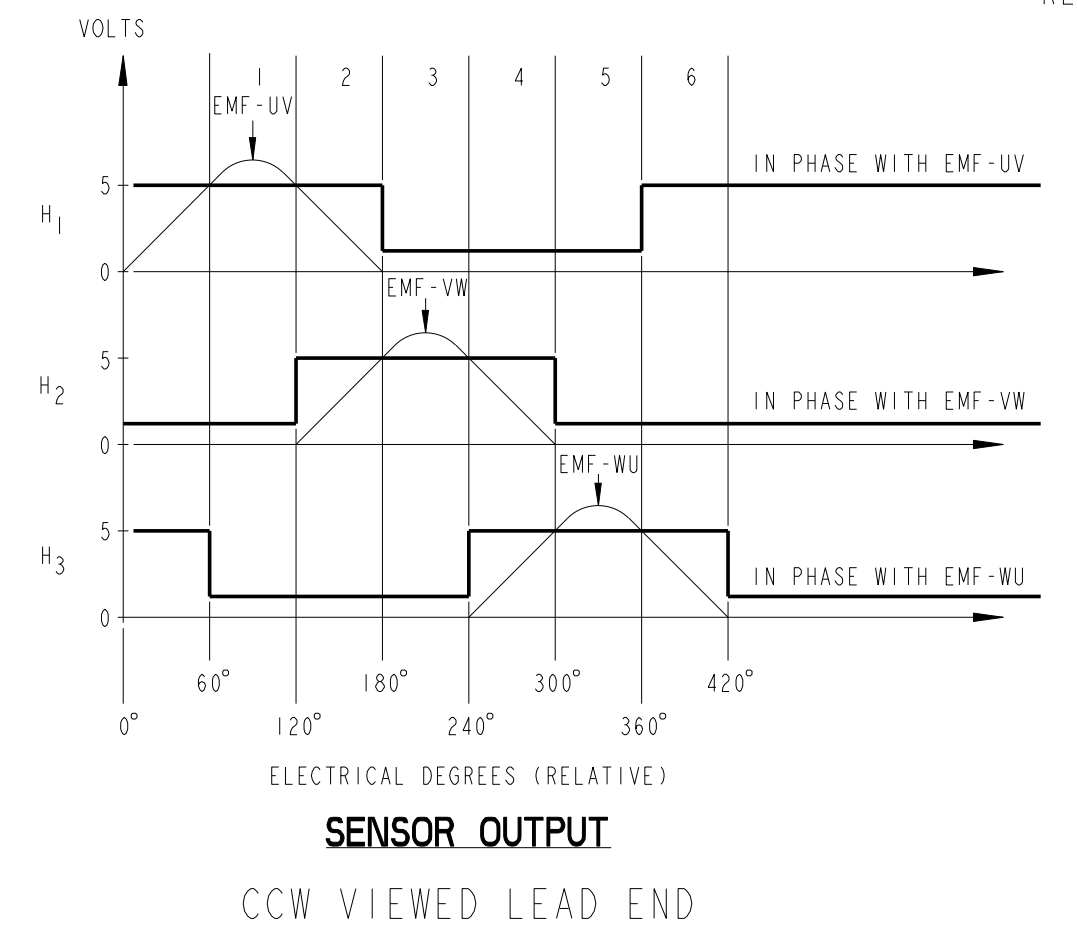 VOLTS
1 2 3 4 5 6
EMF-UV
IN PHASE WITH EMF-UV
5
H1
0
EMF-VW
5
H2
IN PHASE WITH EMF-VW
0
EMF-WU
5
H3
IN PHASE WITH EMF-WU
0
60° 180° 300° 420°
0° 120° 240° 360°
ELECTRICAL DEGREES (RELATIVE)
SENSOR OUTPUT
CCW VIEWED LEAD END